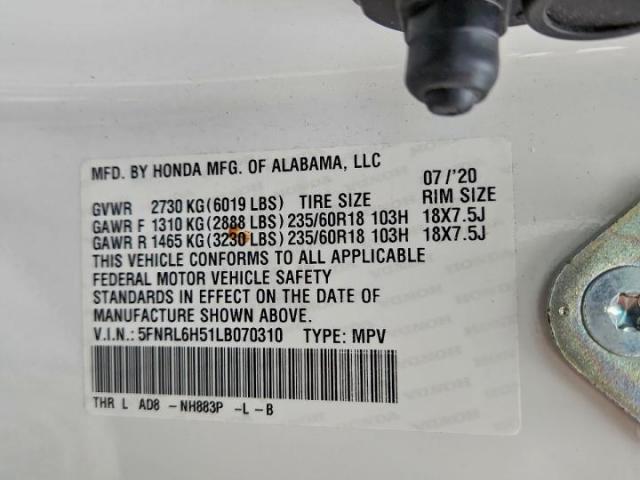 MFD. BY HONDA MFG. OF ALABAMA, LLC 07/'20
GVWR 2730 KG(6019 LBS) TIRE SIZE RIM SIZE
GAWR F 1310 KG(2888 LBS)235/60R18 103H 18X7.5J
GAWR R 1465 KG(3230 LBS)235/60R18 103H 18X7.5J
THIS VEHICLE CONFORMS TO ALL APPLICABLE
FEDERAL MOTOR VEHICLE SAFETY
STANDARDS IN EFFECT ON THE DATE OF
MANUFACTURE SHOWN ABOVE.
V.I.N.: 5FNRL6H51LB070310 TYPE: MPV
THR L AD8 -NH883P -L -B